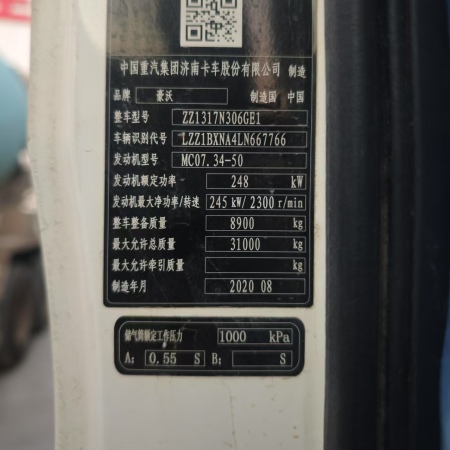 中国重汽集团济南卡车股份有限公司 制造
品牌 豪沃 制造国 中国
整车型号 ZZ1317N306GE1
车辆识别代号 LZZ1BXNA4LN667766
发动机型号 MC07.34-50
发动机额定功率 248 kW
发动机最大净功率/转速 245 kW/ 2300 r/min
整车整备质量 8900 kg
最大允许总质量 31000 kg
最大允许牵引质量 kg
制造年月 2020 08
储气筒额定工作压力 1000 kPa
A: 0.55 S B: S